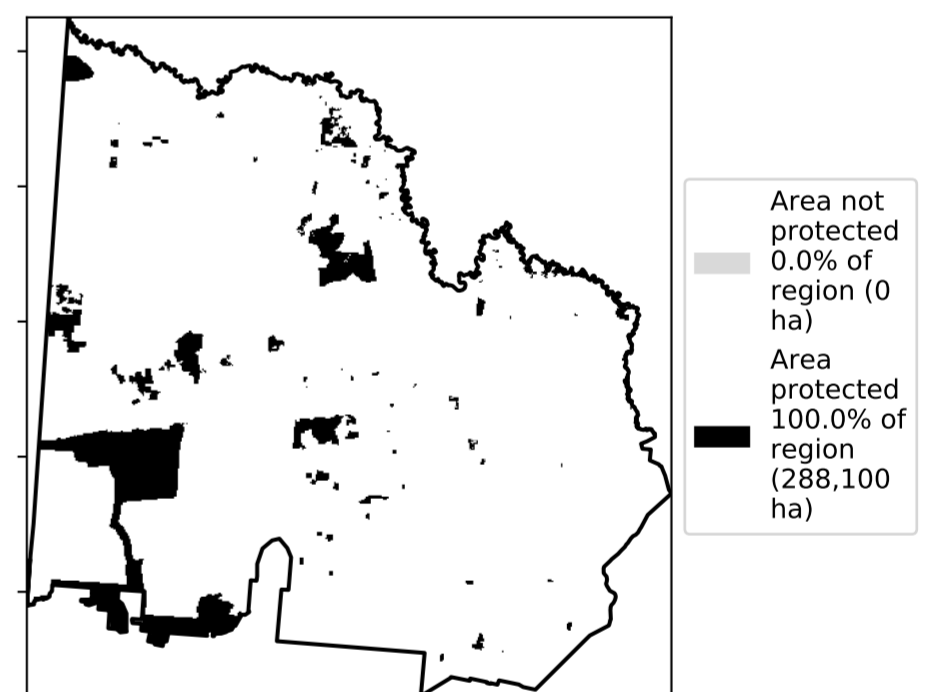 Area not
protected
0.0% of
region (0
ha)
Area
protected
100.0% of
region
(288,100
ha)